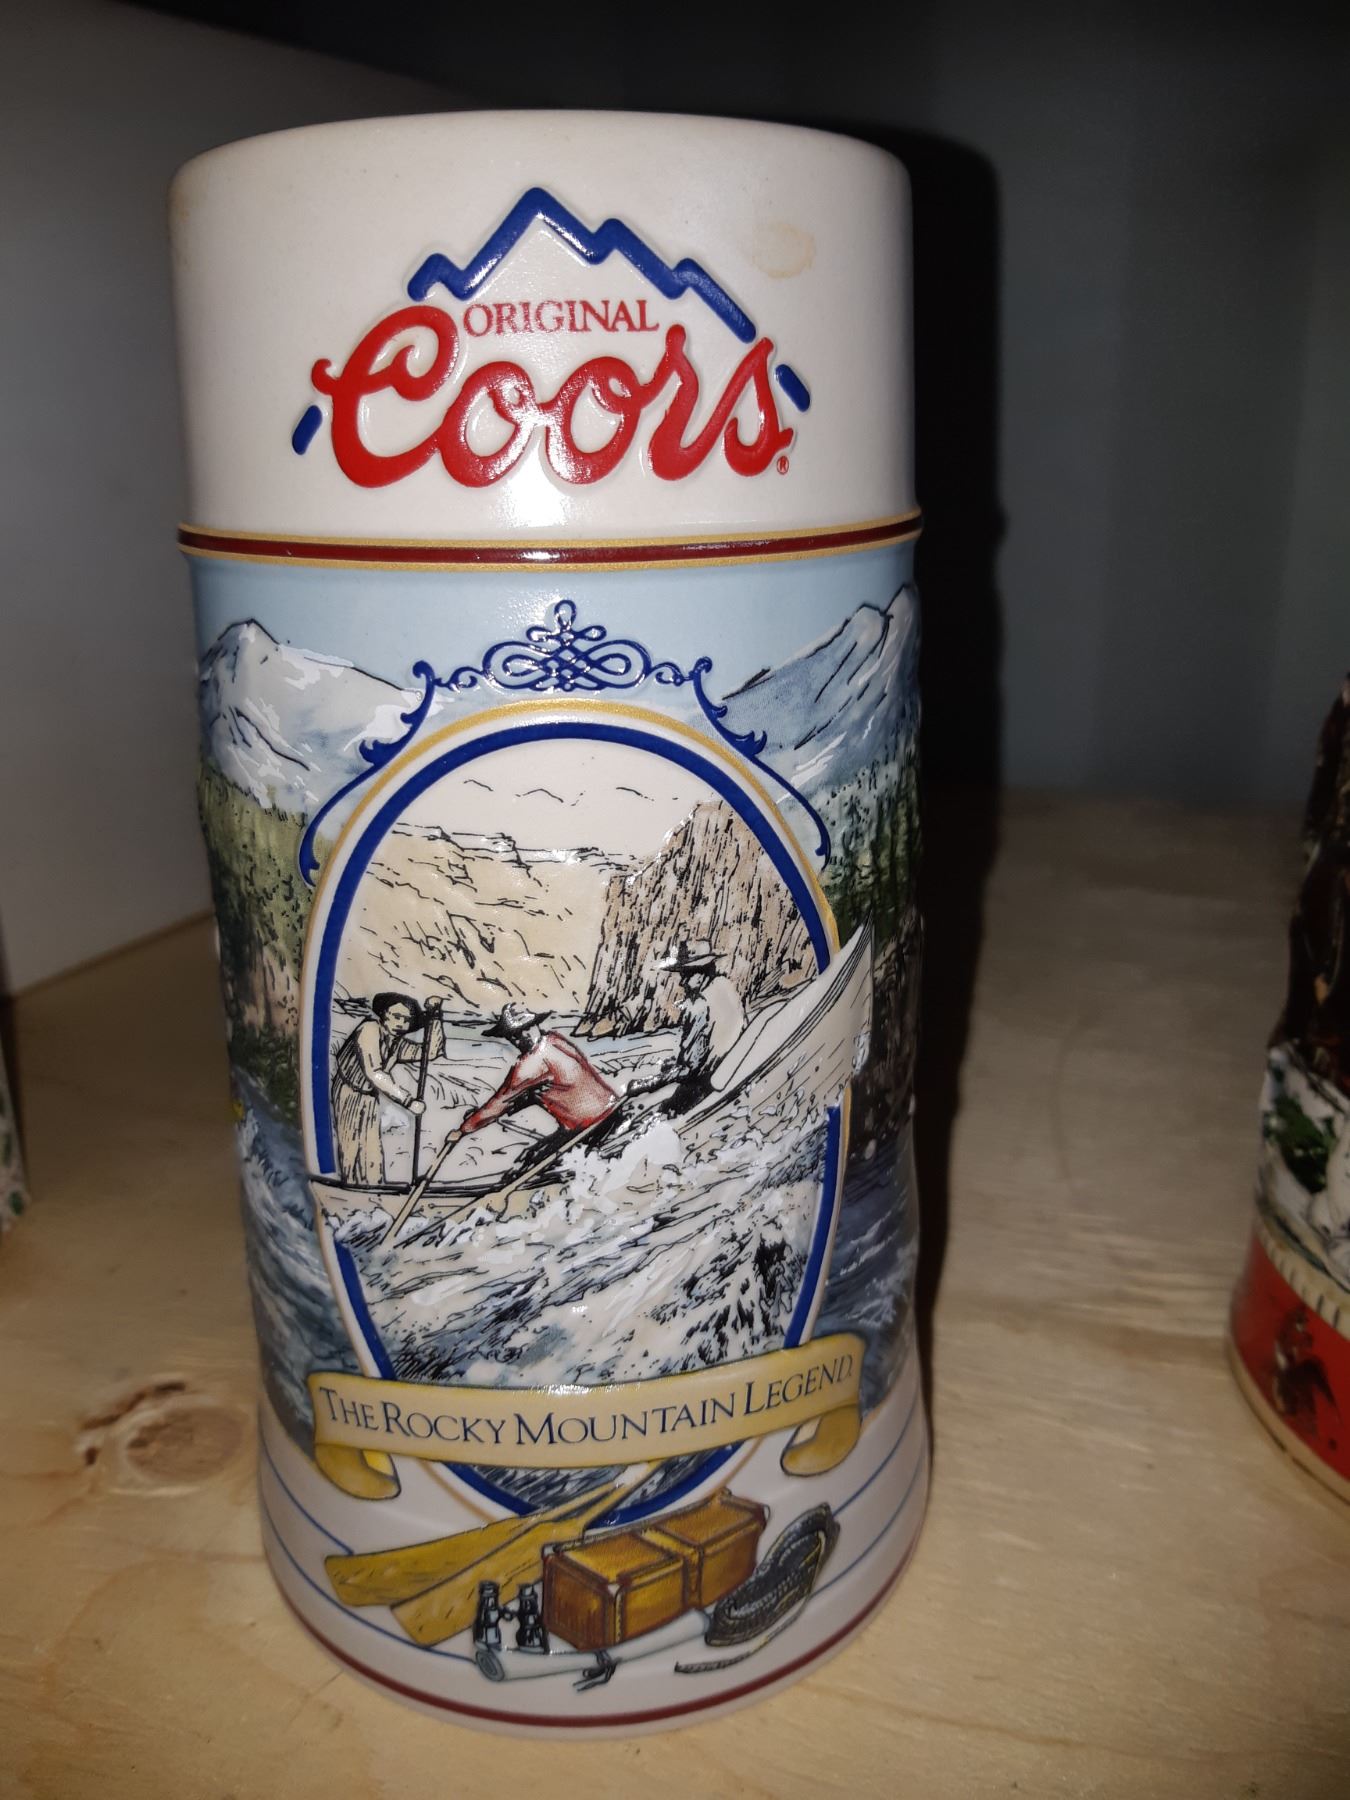 ORIGINAL
Coors®
THE ROCKY MOUNTAIN LEGEND.